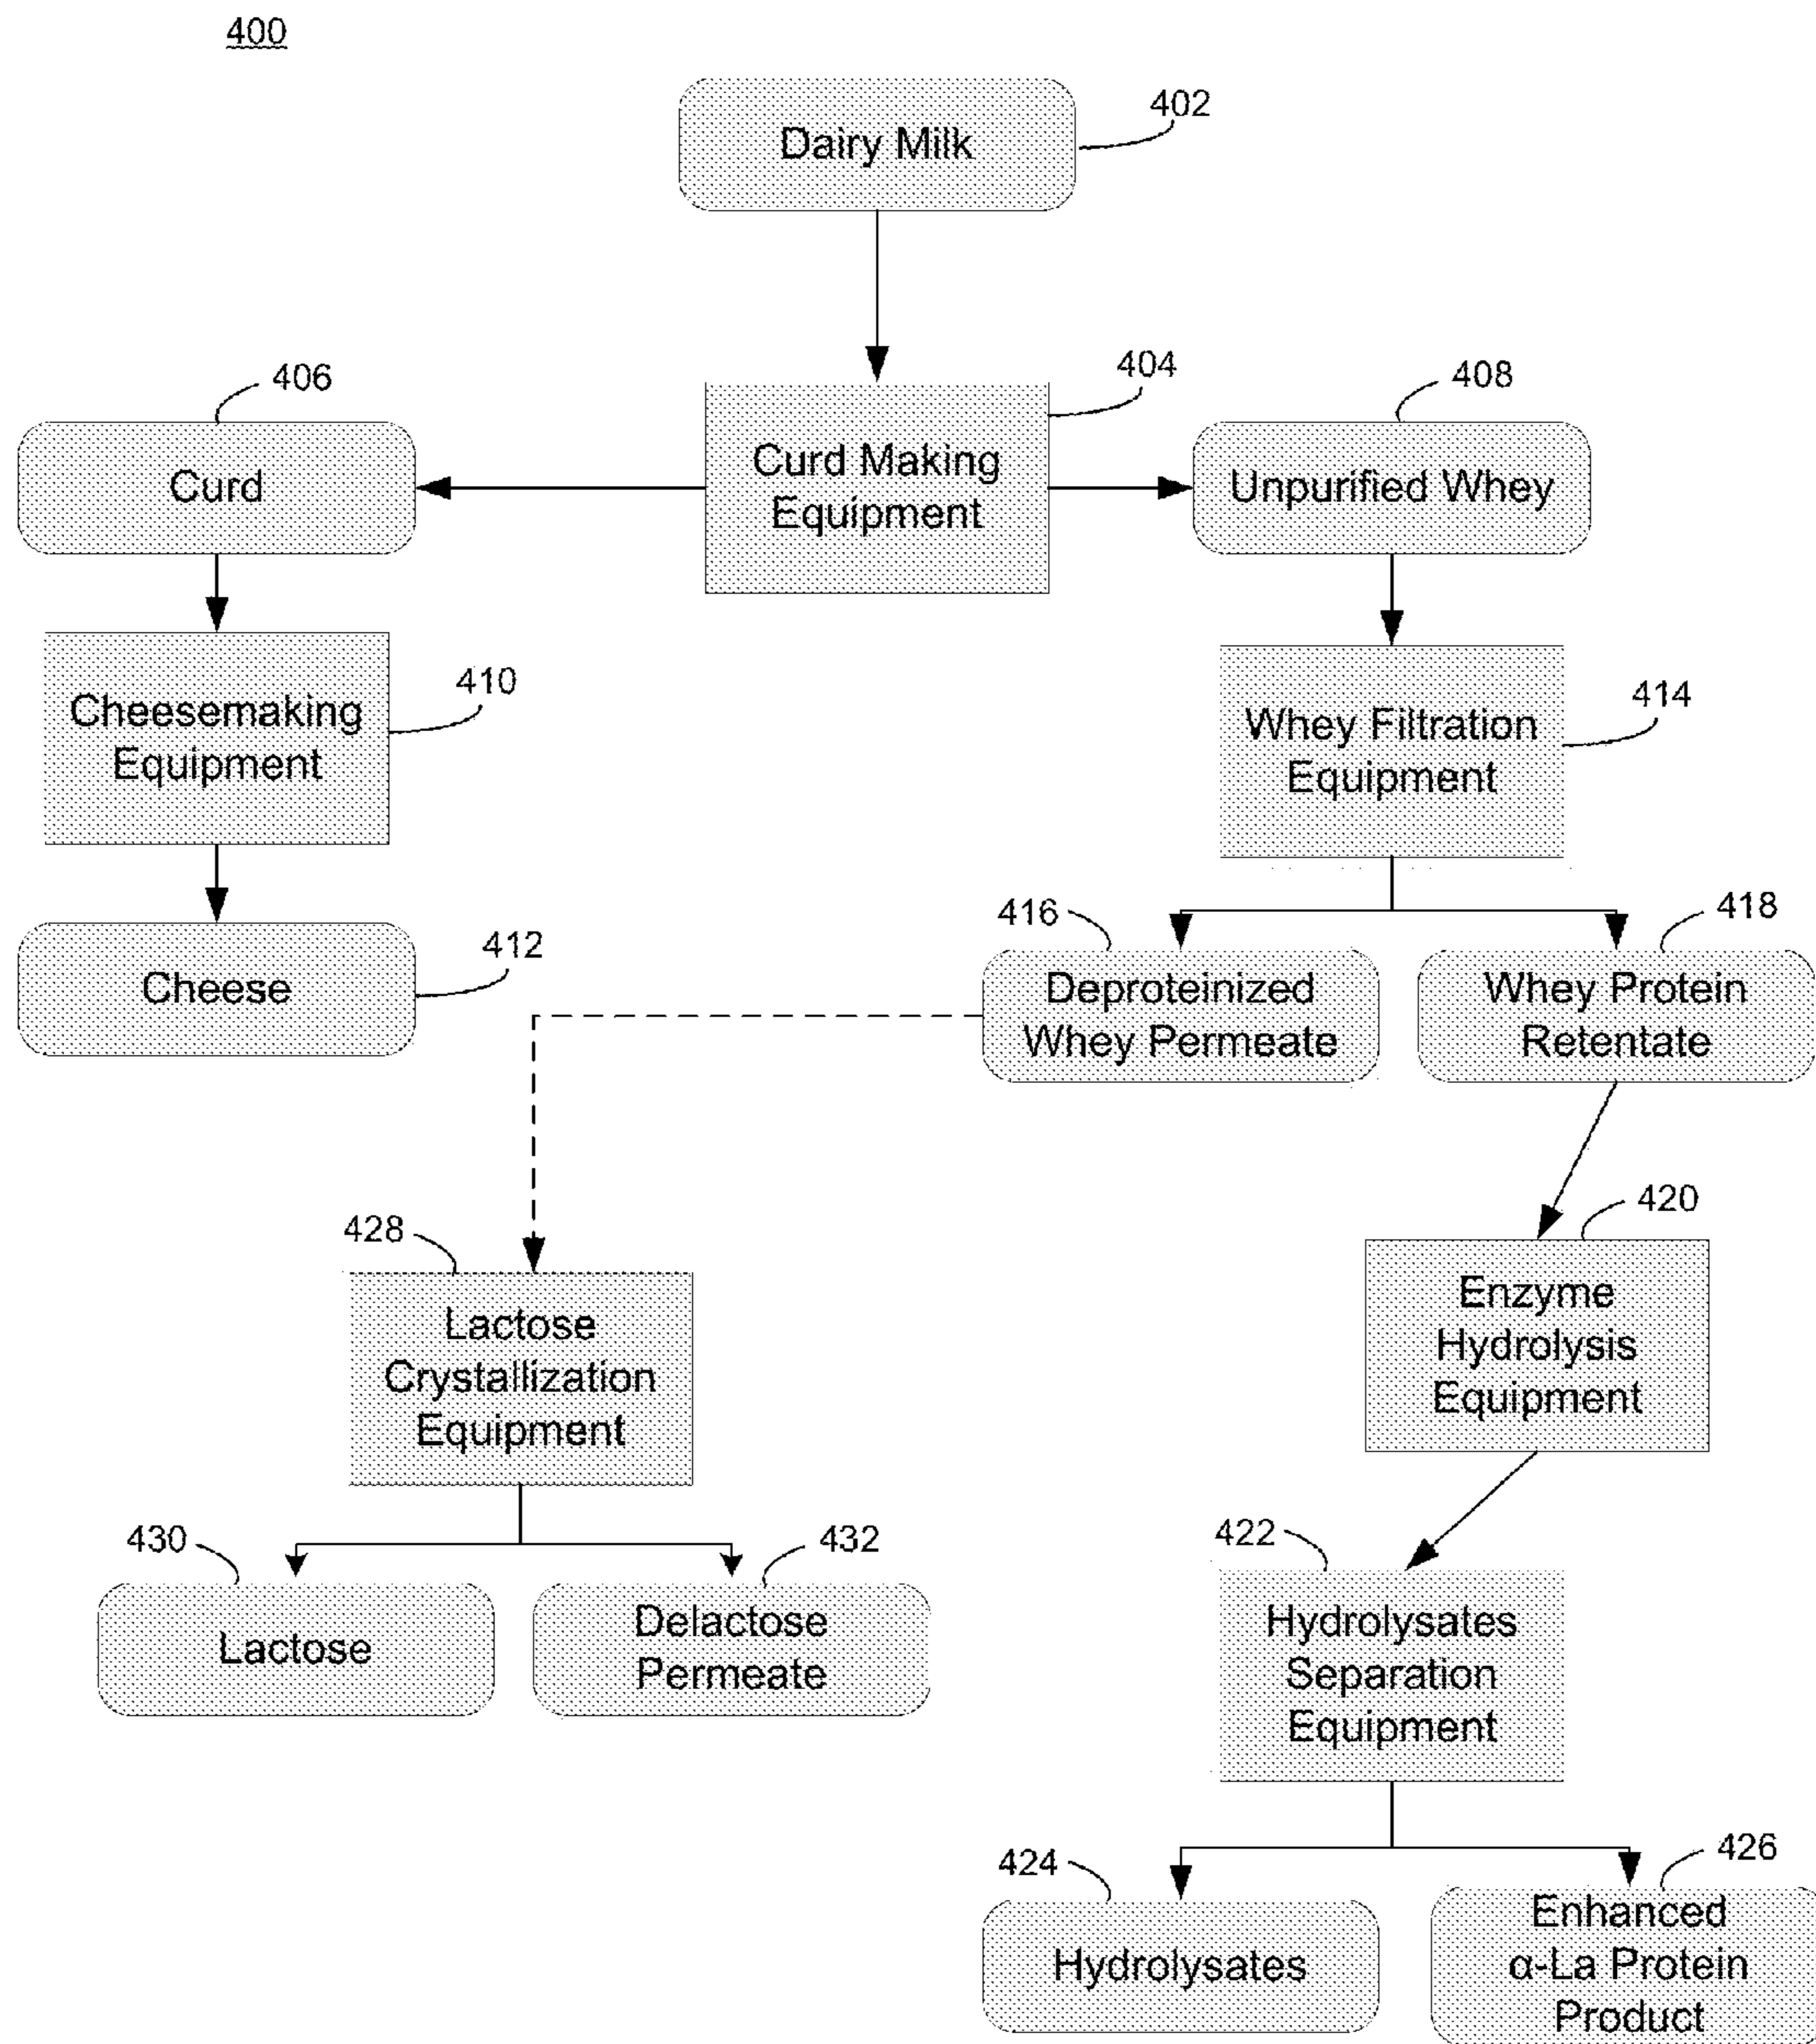 400
402
Dairy Milk
404
406
408
Curd
Curd Making
Equipment
Unpurified Whey
410
Cheesemaking
Equipment
414
Whey Filtration
Equipment
412
Cheese
416
418
Deproteinized
Whey Permeate
Whey Protein
Retentate
428
Lactose
Crystallization
Equipment
420
Enzyme
Hydrolysis
Equipment
430
432
Lactose
Delactose
Permeate
422
Hydrolysates
Separation
Equipment
424
426
Hydrolysates
Enhanced
α-La Protein
Product